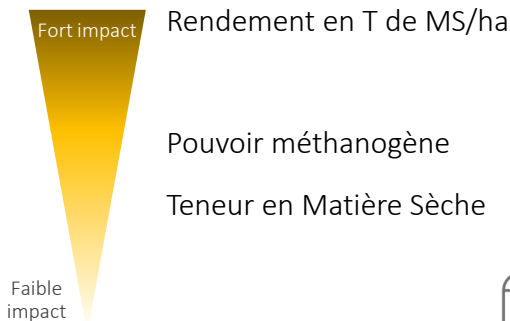 Fort impact
Rendement en T de MS/ha
Pouvoir méthanogène
Teneur en Matière Sèche
Faible
impact